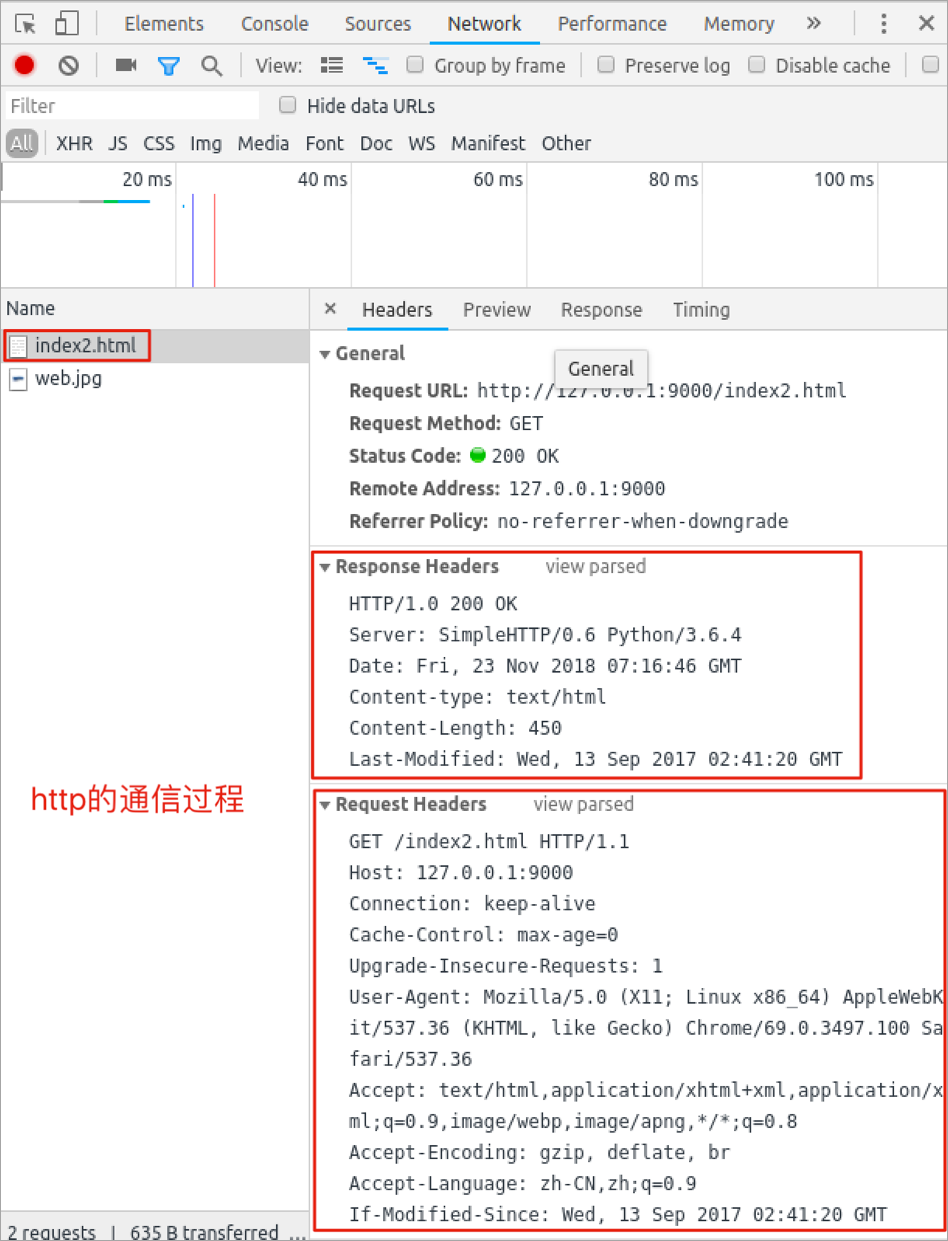 Elements Console Sources Network Performance Memory »
View: Group by frame Preserve log Disable cache
Filter Hide data URLs
All XHR JS CSS Img Media Font Doc WS Manifest Other
20 ms 40 ms 60 ms 80 ms 100 ms
Name
index2.html
web.jpg
× Headers Preview Response Timing
General
General
Request URL: http://127.0.0.1:9000/index2.html
Request Method: GET
Status Code: 200 OK
Remote Address: 127.0.0.1:9000
Referrer Policy: no-referrer-when-downgrade
Response Headers view parsed
HTTP/1.0 200 OK
Server: SimpleHTTP/0.6 Python/3.6.4
Date: Fri, 23 Nov 2018 07:16:46 GMT
Content-type: text/html
Content-Length: 450
Last-Modified: Wed, 13 Sep 2017 02:41:20 GMT
http的通信过程
Request Headers view parsed
GET /index2.html HTTP/1.1
Host: 127.0.0.1:9000
Connection: keep-alive
Cache-Control: max-age=0
Upgrade-Insecure-Requests: 1
User-Agent: Mozilla/5.0 (X11; Linux x86_64) AppleWebK
it/537.36 (KHTML, like Gecko) Chrome/69.0.3497.100 Sa
fari/537.36
Accept: text/html,application/xhtml+xml,application/x
ml;q=0.9,image/webp,image/apng,*/*;q=0.8
Accept-Encoding: gzip, deflate, br
Accept-Language: zh-CN,zh;q=0.9
If-Modified-Since: Wed, 13 Sep 2017 02:41:20 GMT
2 requests | 635 B transferred ...